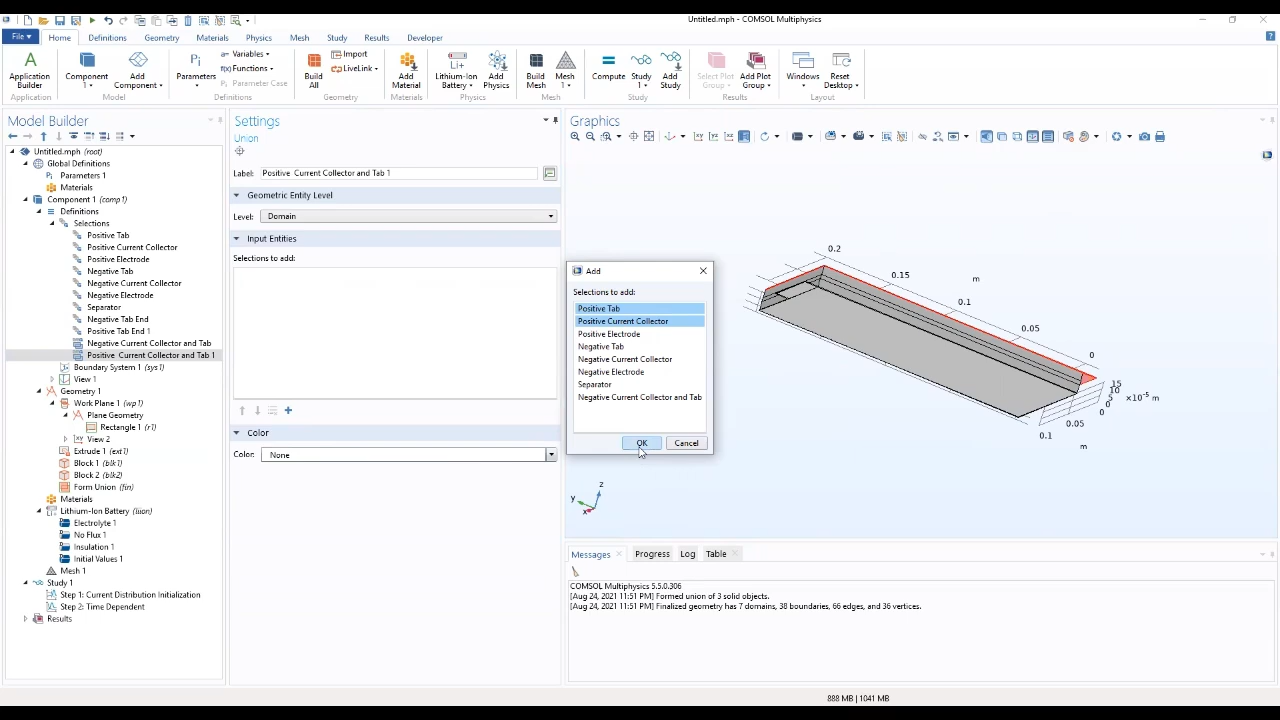 Untitled.mph - COMSOL Multiphysics
File
Home
Definitions
Geometry
Materials
Physics
Mesh
Study
Results
Developer
Application Builder
Component 1
Add Component
Parameters
a= Variables
f(x) Functions
Pi Parameter Case
Build All
Import
LiveLink
Add Material
Lithium-Ion Battery
Add Physics
Build Mesh
Mesh 1
Compute
Study 1
Add Study
Select Plot Group
Add Plot Group
Windows
Reset Desktop
Application
Model
Definitions
Geometry
Materials
Physics
Mesh
Study
Results
Layout
Model Builder
Untitled.mph (root)
Global Definitions
Parameters 1
Materials
Component 1 (comp1)
Definitions
Selections
Positive Tab
Positive Current Collector
Positive Electrode
Negative Tab
Negative Current Collector
Negative Electrode
Separator
Negative Tab End
Positive Tab End 1
Negative Current Collector and Tab
Positive Current Collector and Tab 1
Boundary System 1 (sys1)
View 1
Geometry 1
Work Plane 1 (wp1)
Plane Geometry
Rectangle 1 (r1)
View 2
Extrude 1 (ext1)
Block 1 (blk1)
Block 2 (blk2)
Form Union (fin)
Materials
Lithium-Ion Battery (liion)
Electrolyte 1
No Flux 1
Insulation 1
Initial Values 1
Mesh 1
Study 1
Step 1: Current Distribution Initialization
Step 2: Time Dependent
Results
Settings
Union
Label: Positive Current Collector and Tab 1
Geometric Entity Level
Level: Domain
Input Entities
Selections to add:
Color
Color: None
Add
Selections to add:
Positive Tab
Positive Current Collector
Positive Electrode
Negative Tab
Negative Current Collector
Negative Electrode
Separator
Negative Current Collector and Tab
OK
Cancel
Graphics
0.2
0.15
m
0.1
0.05
0
15
10
5
0
×10⁻⁵ m
0
0.05
0.1
m
z
y
x
Messages
Progress
Log
Table
COMSOL Multiphysics 5.5.0.306
[Aug 24, 2021 11:51 PM] Formed union of 3 solid objects.
[Aug 24, 2021 11:51 PM] Finalized geometry has 7 domains, 38 boundaries, 66 edges, and 36 vertices.
888 MB | 1041 MB